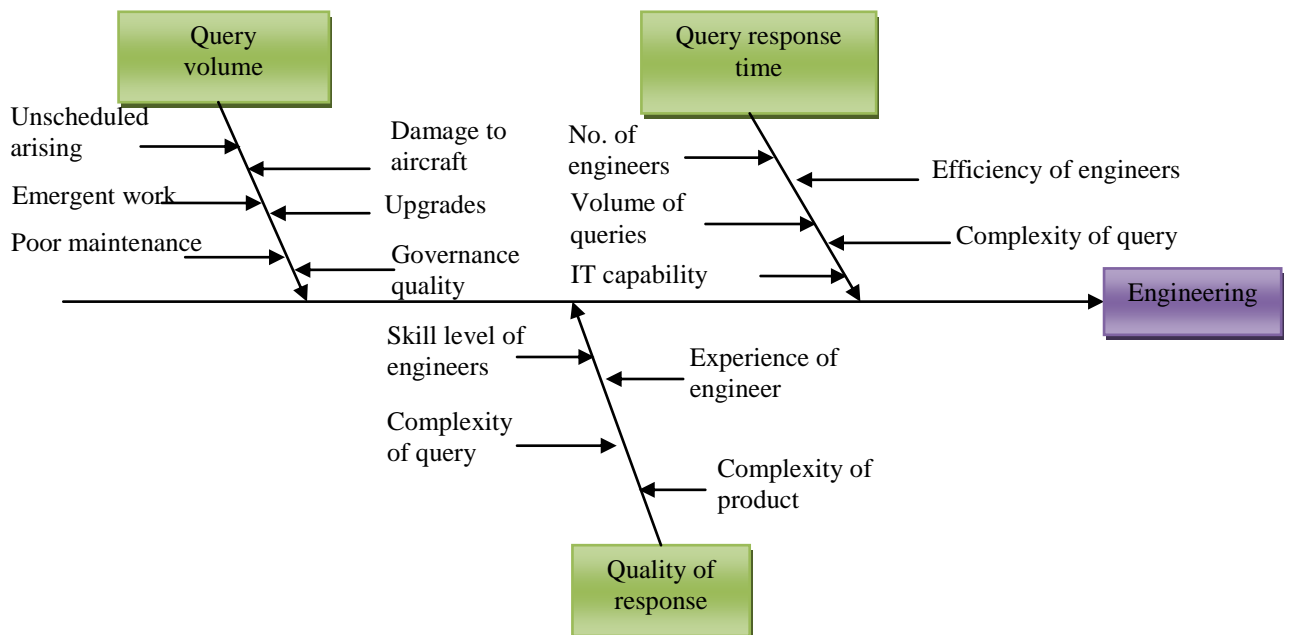 Query
volume
Query response
time
Unscheduled
arising
Damage to
aircraft
Emergent work
Upgrades
Poor maintenance
Governance
quality
No. of
engineers
Efficiency of engineers
Volume of
queries
Complexity of query
IT capability
Engineering
Skill level of
engineers
Experience of
engineer
Complexity
of query
Complexity of
product
Quality of
response